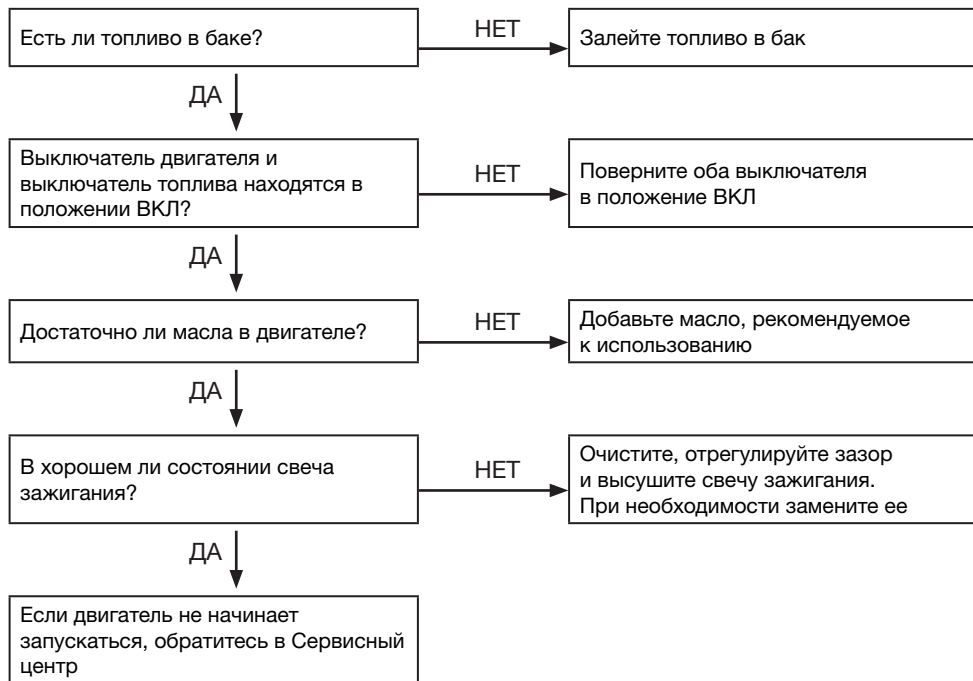 Есть ли топливо в баке?
НЕТ
Залейте топливо в бак
ДА
Выключатель двигателя и
выключатель топлива находятся в
положении ВКЛ?
НЕТ
Поверните оба выключателя
в положение ВКЛ
ДА
Достаточно ли масла в двигателе?
НЕТ
Добавьте масло, рекомендуемое
к использованию
ДА
В хорошем ли состоянии свеча
зажигания?
НЕТ
Очистите, отрегулируйте зазор
и высушите свечу зажигания.
При необходимости замените ее
ДА
Если двигатель не начинает
запускаться, обратитесь в Сервисный
центр